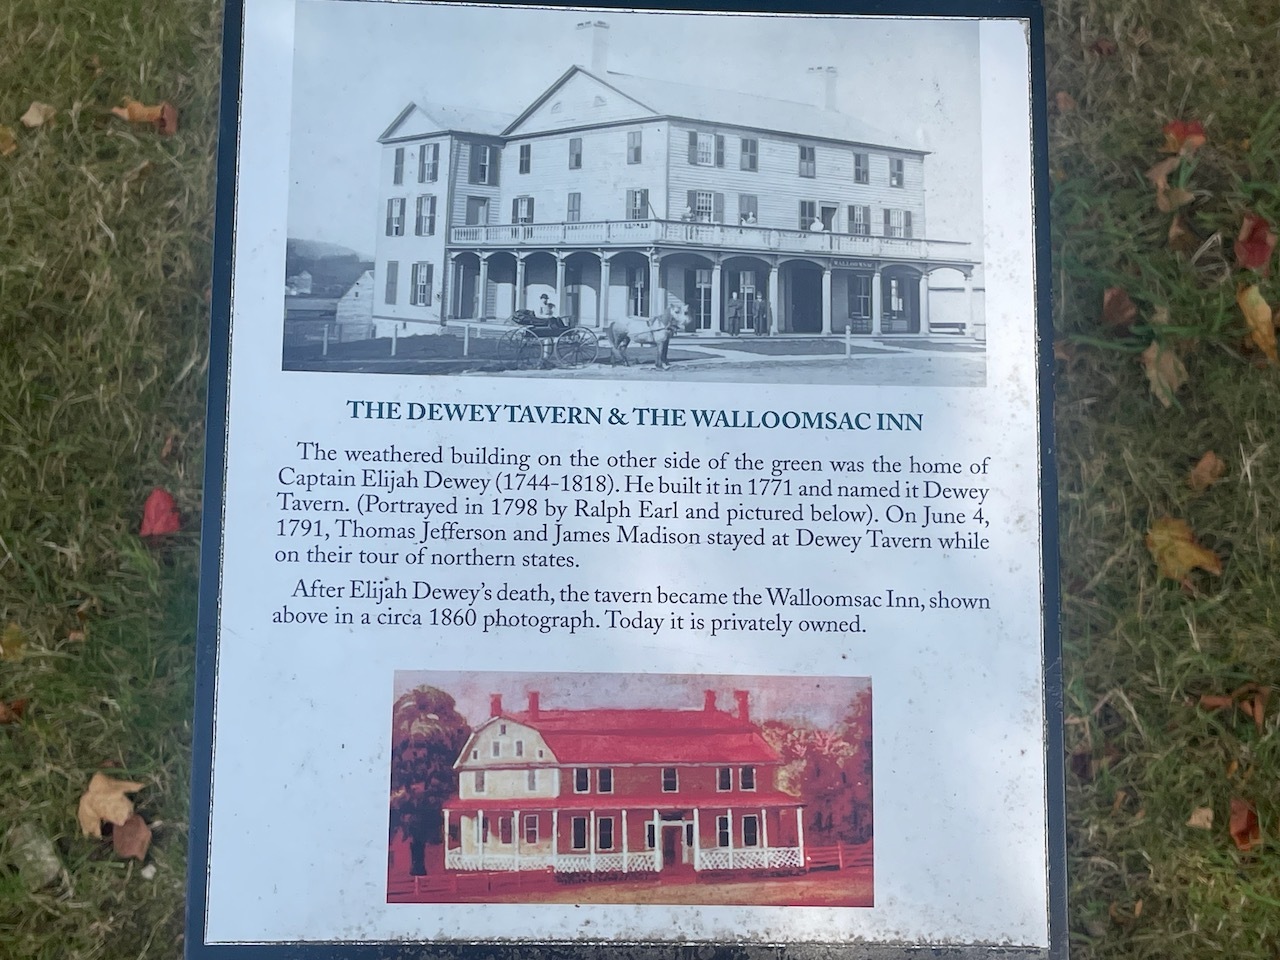 WALLOOMSAC
THE DEWEY TAVERN & THE WALLOOMSAC INN
The weathered building on the other side of the green was the home of
Captain Elijah Dewey (1744-1818). He built it in 1771 and named it Dewey
Tavern. (Portrayed in 1798 by Ralph Earl and pictured below). On June 4,
1791, Thomas Jefferson and James Madison stayed at Dewey Tavern while
on their tour of northern states.
After Elijah Dewey's death, the tavern became the Walloomsac Inn, shown
above in a circa 1860 photograph. Today it is privately owned.